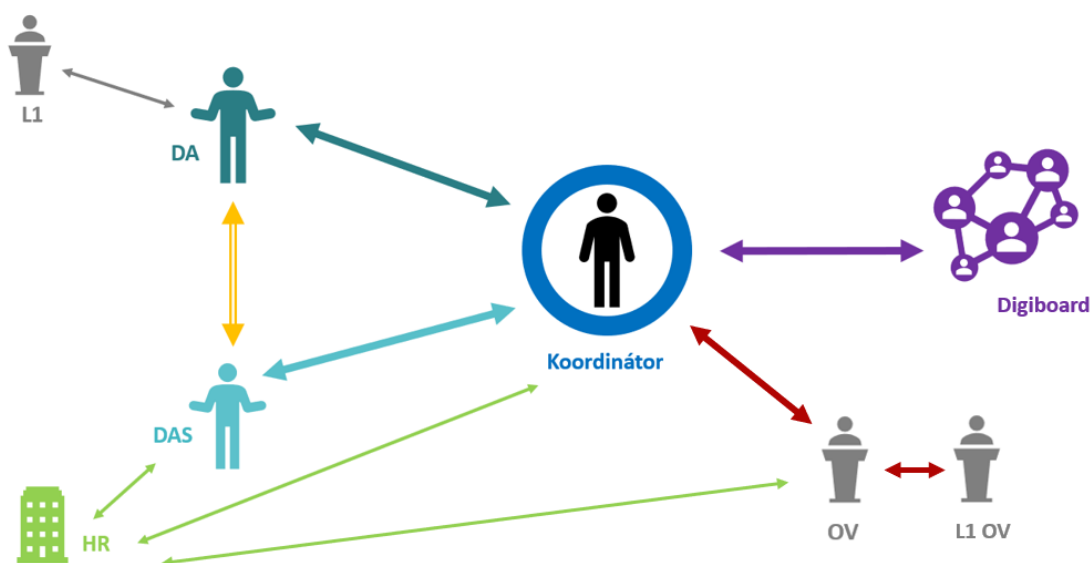 L1
DA
Digiboard
Koordinátor
DAS
HR
OV
L1 OV